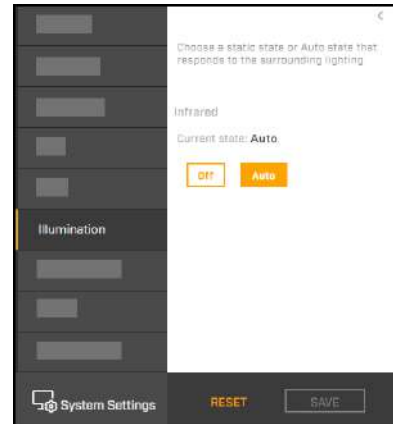 Choose a static state or Auto state that
responds to the surrounding lighting
Infrared
Current state: Auto
Off
Auto
Illumination
System Settings
RESET
SAVE